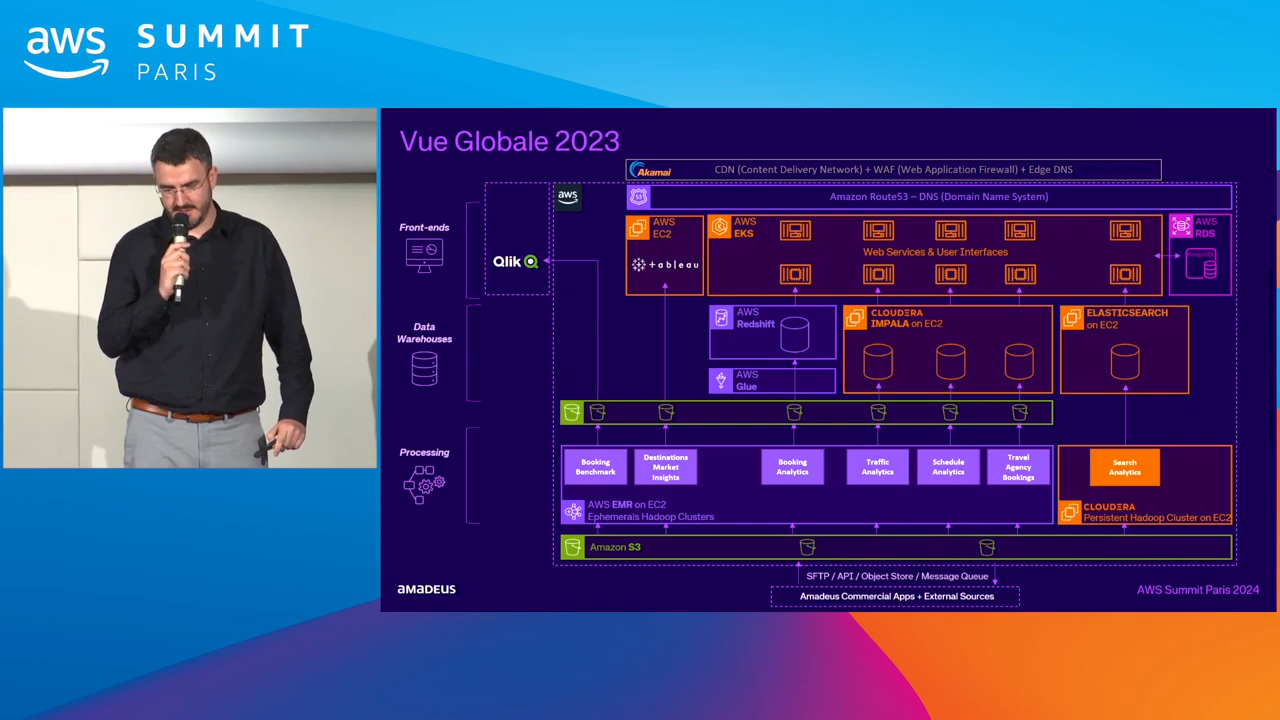 aws SUMMIT
PARIS
Vue Globale 2023
Akamai
CDN (Content Delivery Network) + WAF (Web Application Firewall) + Edge DNS
aws
53
Amazon Route53 – DNS (Domain Name System)
Front-ends
Qlik
AWS
EC2
+ableau
AWS
EKS
Web Services & User Interfaces
AWS
RDS
PostgreSQL
Data
Warehouses
AWS
Redshift
AWS
Glue
CLOUDERA
IMPALA on EC2
ELASTICSEARCH
on EC2
Processing
Booking
Benchmark
Destinations
Market
Insights
Booking
Analytics
Traffic
Analytics
Schedule
Analytics
Travel
Agency
Bookings
Search
Analytics
AWS EMR on EC2
Ephemerals Hadoop Clusters
CLOUDERA
Persistent Hadoop Cluster on EC2
Amazon S3
SFTP / API / Object Store / Message Queue
Amadeus Commercial Apps + External Sources
aMaDEUS
AWS Summit Paris 2024